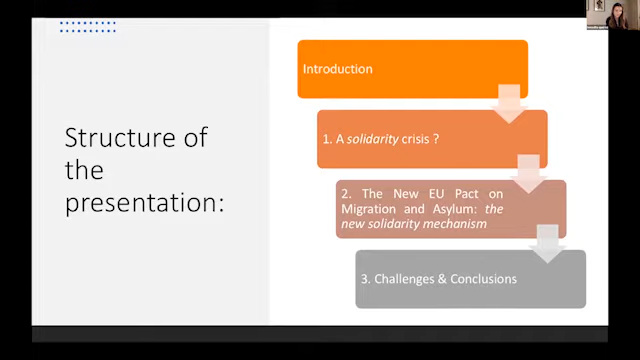 Structure of
the
presentation:
Introduction
1. A solidarity crisis ?
2. The New EU Pact on
Migration and Asylum: the
new solidarity mechanism
3. Challenges & Conclusions